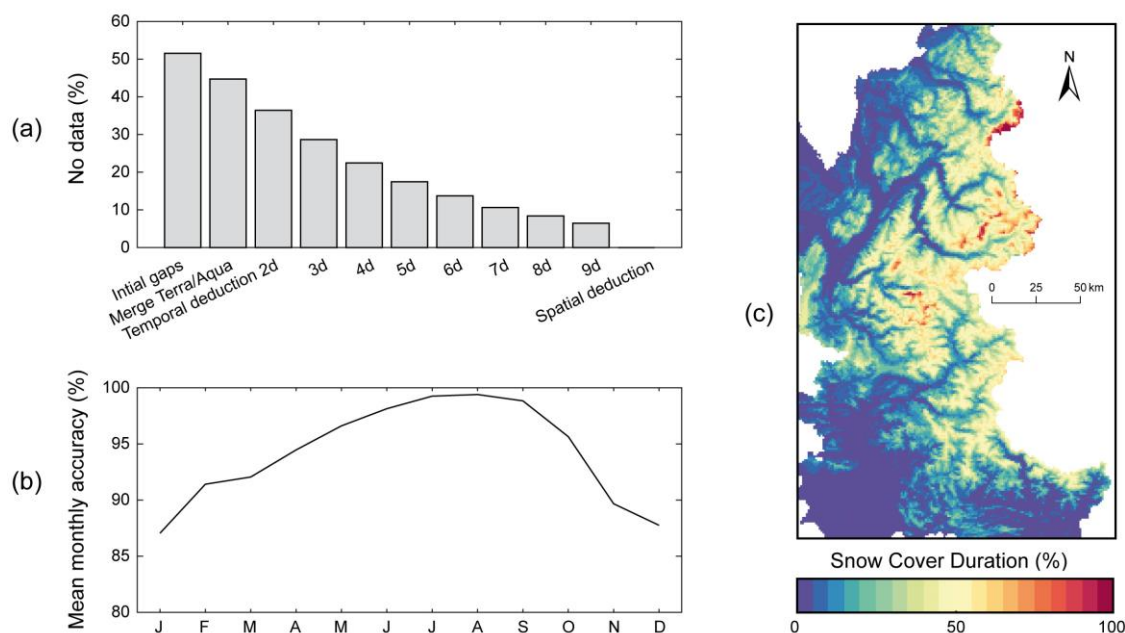 (a)
No data (%)
60
50
40
30
20
10
0
Intial gaps
Merge Terra/Aqua
Temporal deduction 2d
3d
4d
5d
6d
7d
8d
9d
Spatial deduction
(b)
Mean monthly accuracy (%)
100
95
90
85
80
J F M A M J J A S O N D
(c)
N
0 25 50 km
Snow Cover Duration (%)
0 50 100